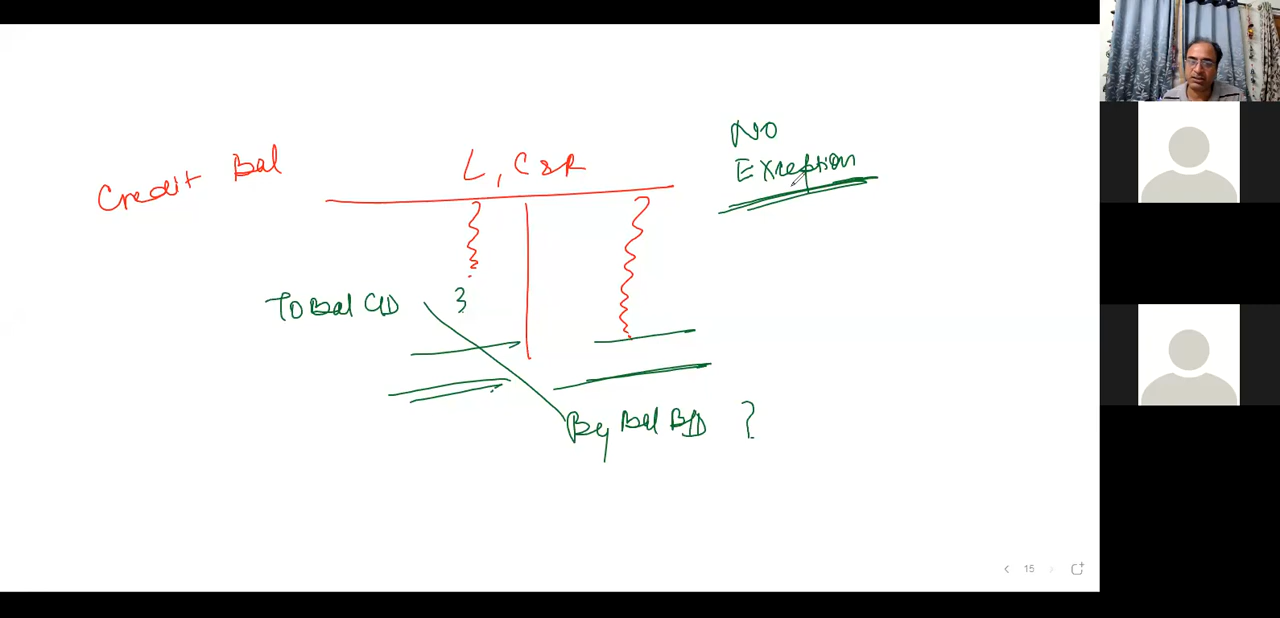 NO
Exception
Credit Bal
L, C & R
To Bal C/D
3
By Bal B/D ?
15